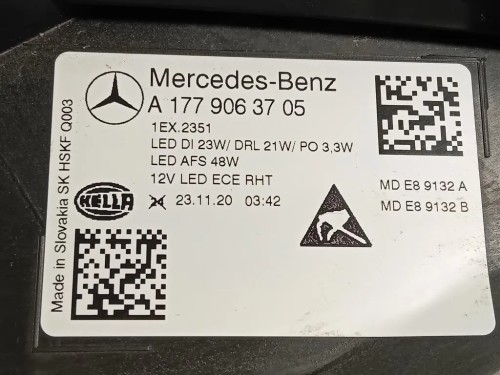 Mercedes-Benz
A 177 906 37 05
1EX.2351
LED DI 23W/ DRL 21W/ PO 3,3W
LED AFS 48W
12V LED ECE RHT
23.11.20 03:42
MD E8 9132 A
MD E8 9132 B
HELLA
Made in Slovakia SK HSKF Q003